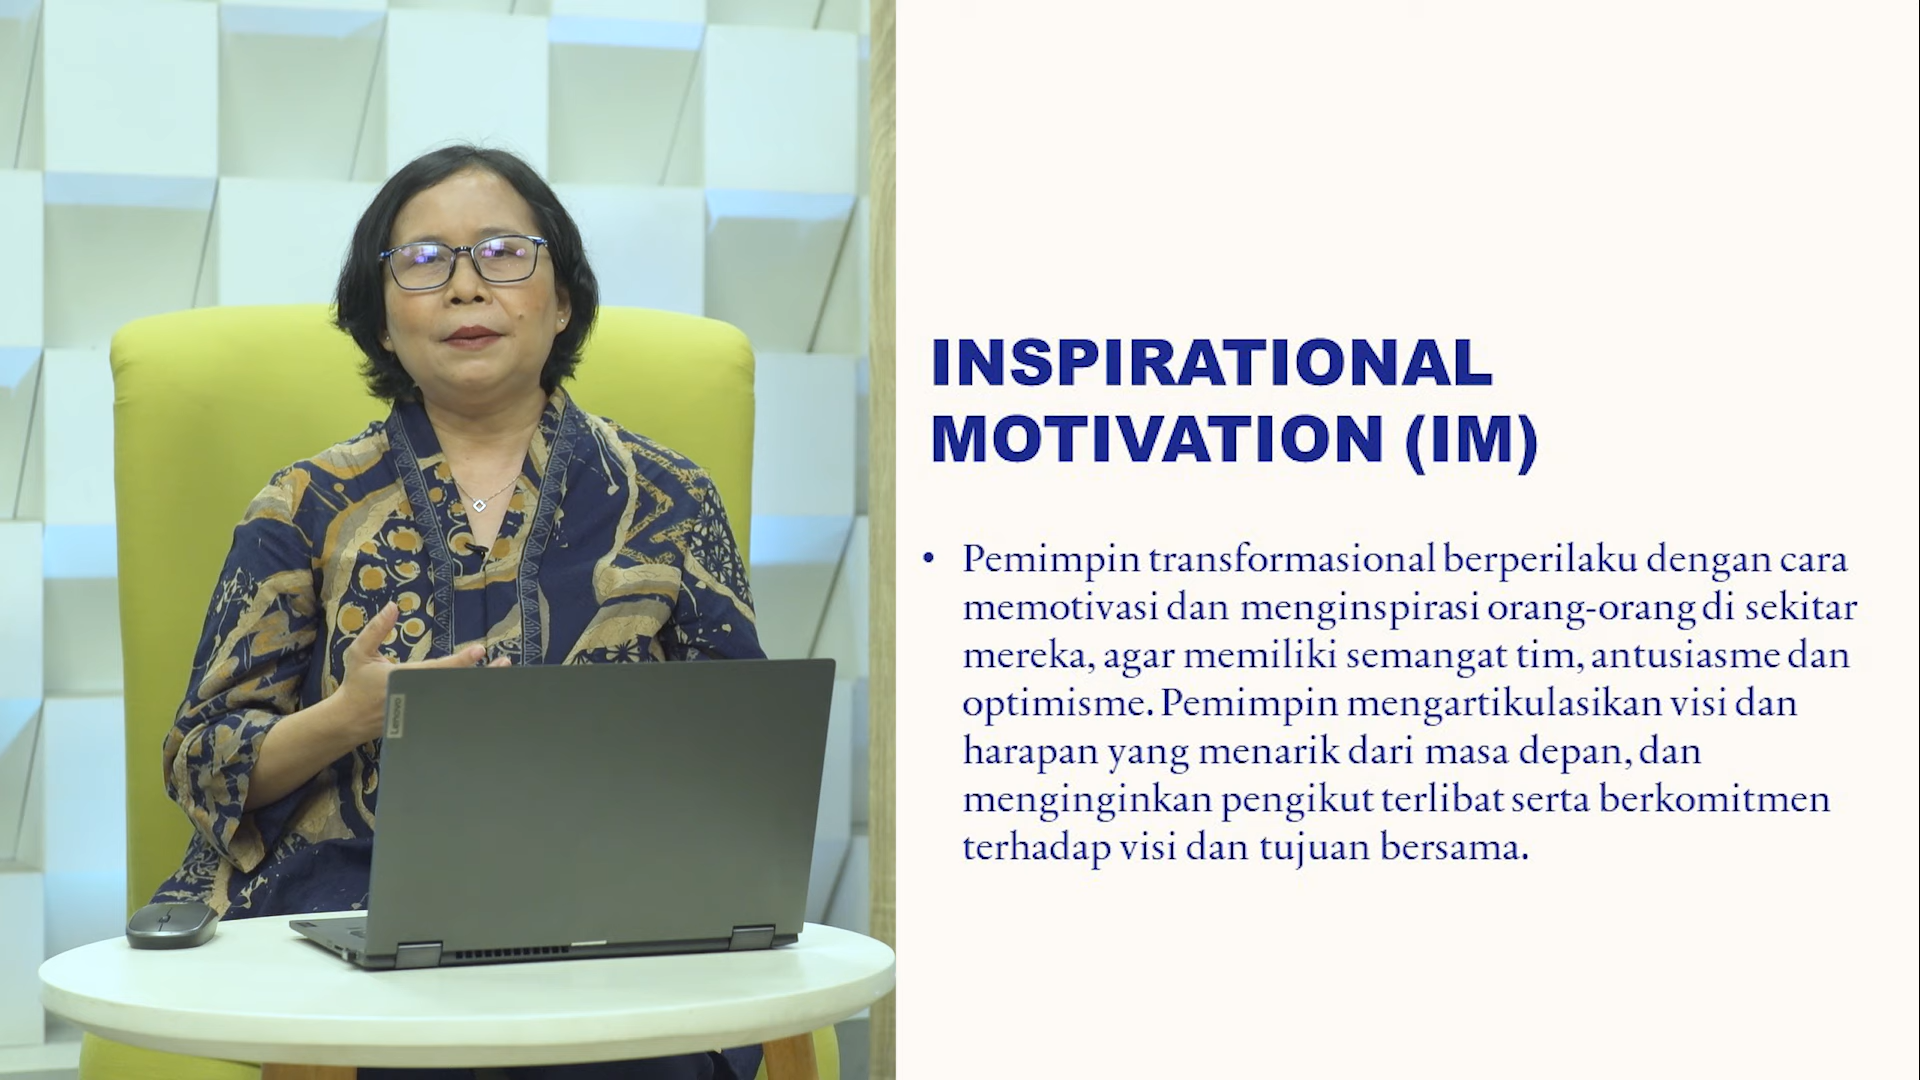 INSPIRATIONAL
MOTIVATION (IM)
• Pemimpin transformasional berperilaku dengan cara
memotivasi dan menginspirasi orang-orang di sekitar
mereka, agar memiliki semangat tim, antusiasme dan
optimisme. Pemimpin mengartikulasikan visi dan
harapan yang menarik dari masa depan, dan
menginginkan pengikut terlibat serta berkomitmen
terhadap visi dan tujuan bersama.
Lenovo